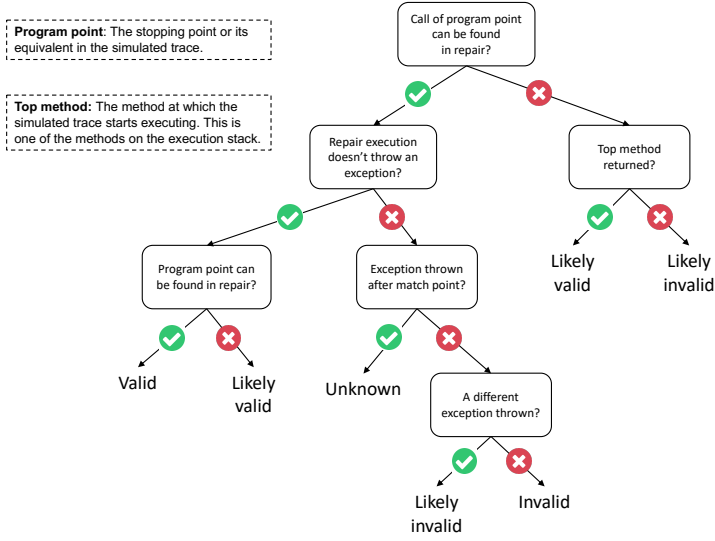 Program point: The stopping point or its
equivalent in the simulated trace.
Call of program point
can be found
in repair?
Top method: The method at which the
simulated trace starts executing. This is
one of the methods on the execution stack.
Repair execution
doesn't throw an
exception?
Top method
returned?
Program point can
be found in repair?
Exception thrown
after match point?
Likely
valid
Likely
invalid
Valid
Likely
valid
Unknown
A different
exception thrown?
Likely
invalid
Invalid